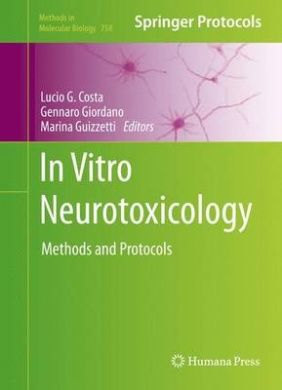 Methods in
Molecular Biology 758
Springer Protocols
Lucio G. Costa
Gennaro Giordano
Marina Guizzetti Editors
In Vitro
Neurotoxicology
Methods and Protocols
Humana Press